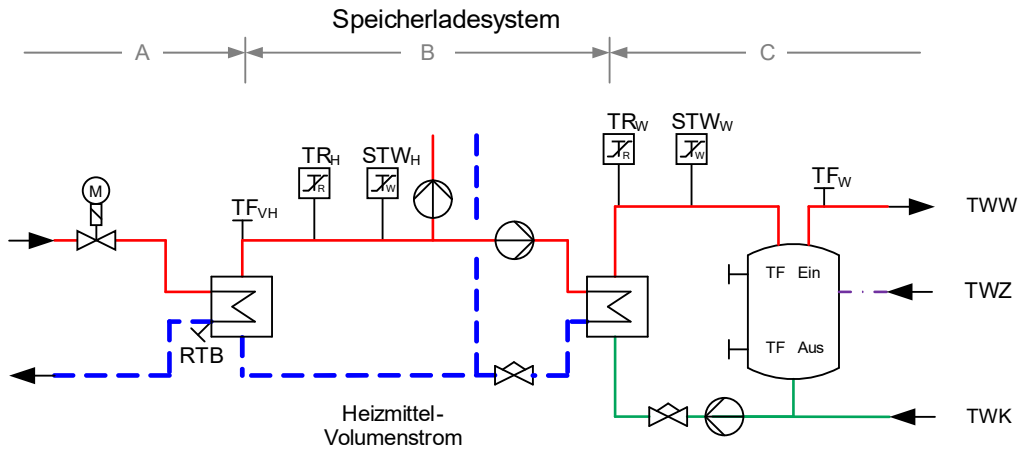 Speicherladesystem
A
B
C
TRH
STWH
TRW
STWW
R
W
R
W
M
TFVH
TFW
TWW
TF Ein
TWZ
RTB
TF Aus
Heizmittel-
Volumenstrom
TWK